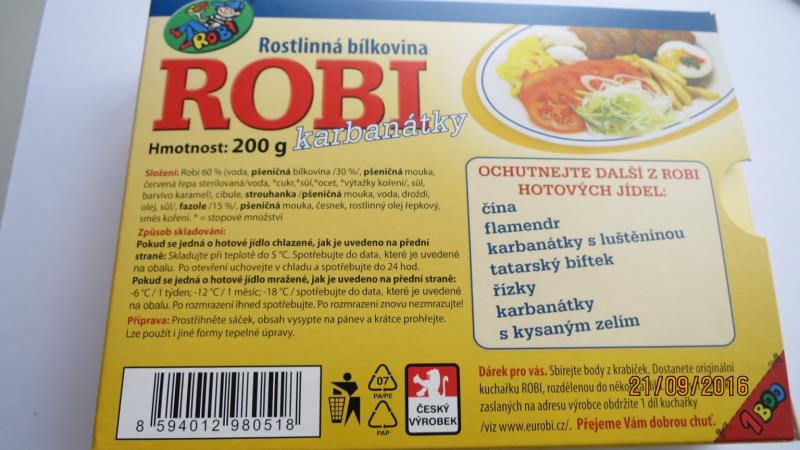 ROBI
Rostlinná bílkovina
ROBI
karbanátky
Hmotnost: 200 g
Složení: Robi 60 % (voda, pšeničná bílkovina /30 %/, pšeničná mouka,
červená řepa sterilovaná/voda, *cukr,*sůl,*ocet, *výtažky koření/, sůl,
barvivo karamel), cibule, strouhanka /pšeničná mouka, voda, droždí,
olej, sůl/, fazole /15 %/, pšeničná mouka, česnek, rostlinný olej řepkový,
směs koření. * = stopové množství
Způsob skladování:
Pokud se jedná o hotové jídlo chlazené, jak je uvedeno na přední
straně: Skladujte při teplotě do 5 °C. Spotřebujte do data, které je uvedené
na obalu. Po otevření uchovejte v chladu a spotřebujte do 24 hod.
Pokud se jedná o hotové jídlo mražené, jak je uvedeno na přední straně:
-6 °C / 1 týden; -12 °C / 1 měsíc; -18 °C / spotřebujte do data, které je uvedené
na obalu. Po rozmrazení ihned spotřebujte. Po rozmrazení znovu nezmrazujte!
Příprava: Prostřihněte sáček, obsah vysypte na pánev a krátce prohřejte.
Lze použít i jiné formy tepelné úpravy.
OCHUTNEJTE DALŠÍ Z ROBI
HOTOVÝCH JÍDEL:
čína
flamendr
karbanátky s luštěninou
tatarský biftek
řízky
karbanátky
s kysaným zelím
8 594012 980518
07
PA/PE
PAP
ČESKÝ
VÝROBEK
Dárek pro vás. Sbírejte body z krabiček. Dostanete originální
kuchařku ROBI, rozdělenou do
zaslaných na adresu výrobce obdržíte 1 díl kuchařky
/viz www.eurobi.cz/. Přejeme Vám dobrou chuť.
1 BOD
21/09/2016